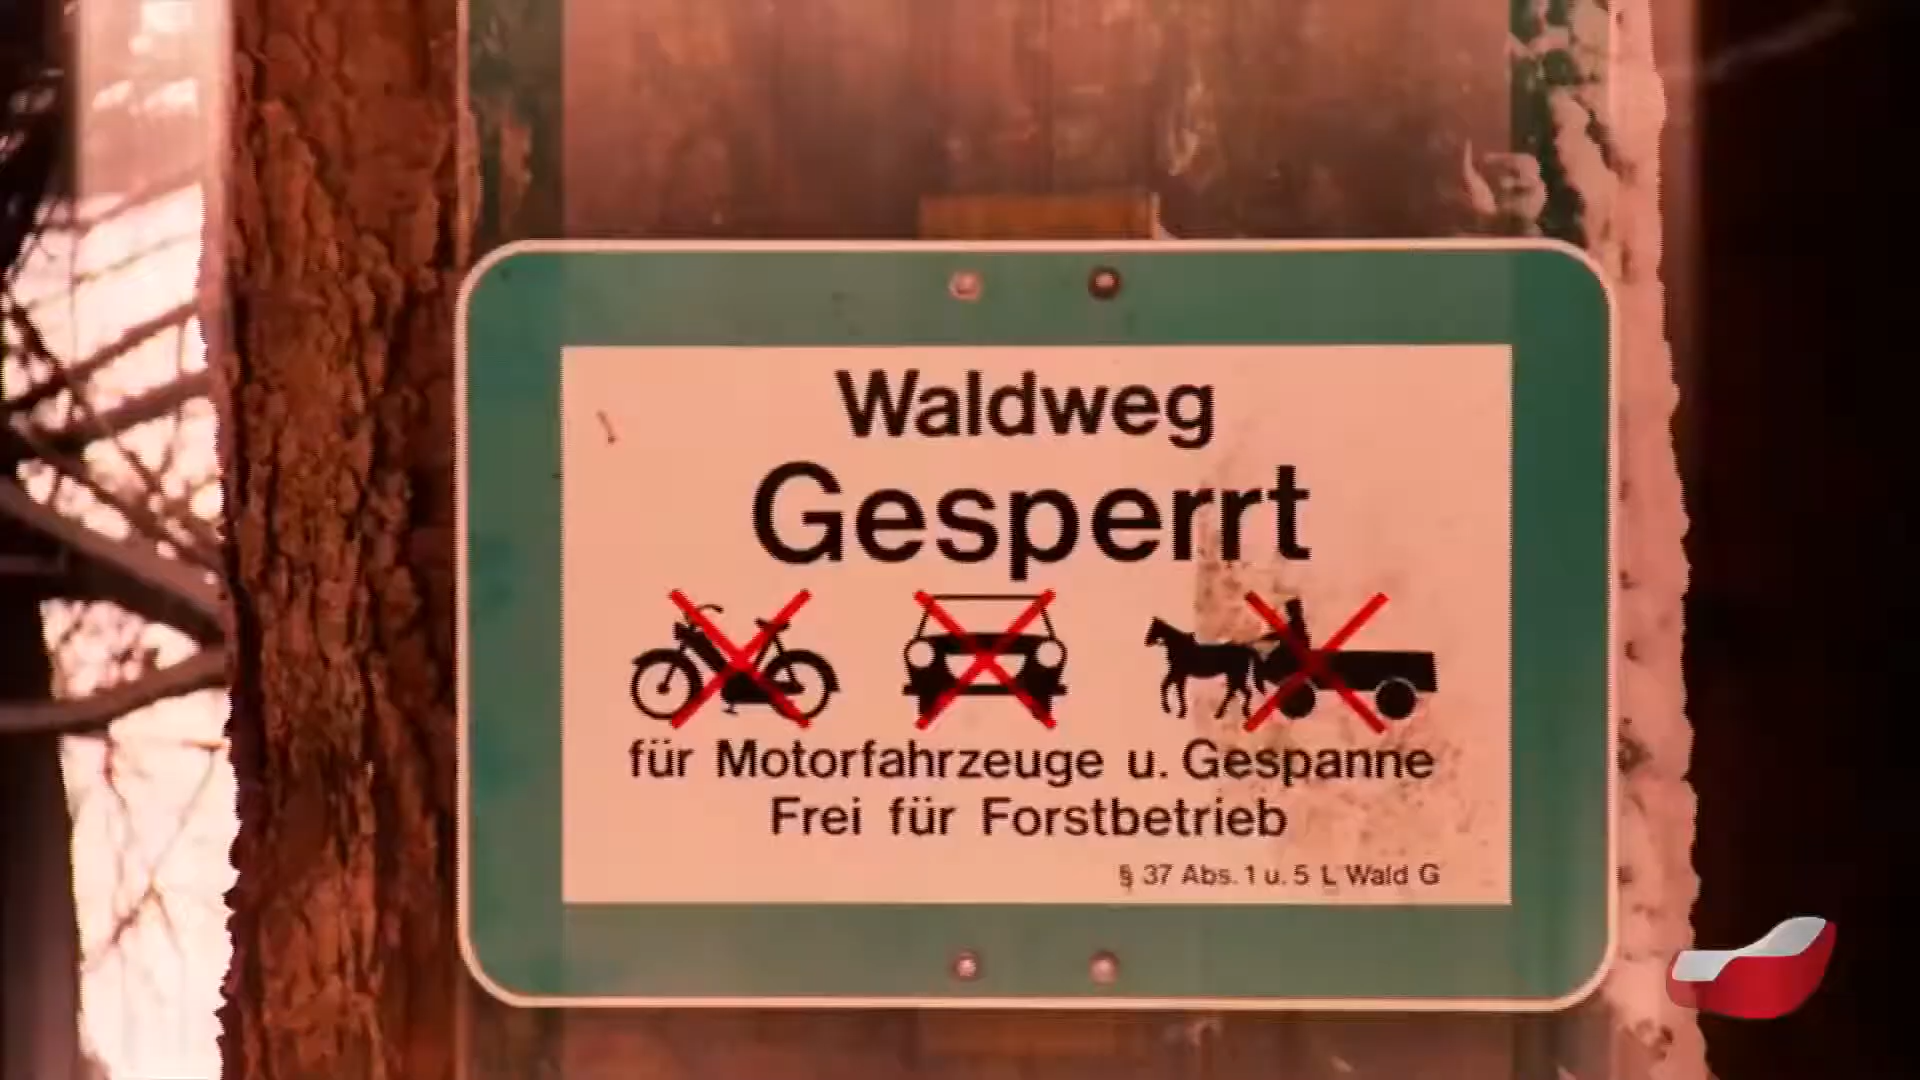 Waldweg
Gesperrt
für Motorfahrzeuge u. Gespanne
Frei für Forstbetrieb
§ 37 Abs. 1 u. 5 L Wald G